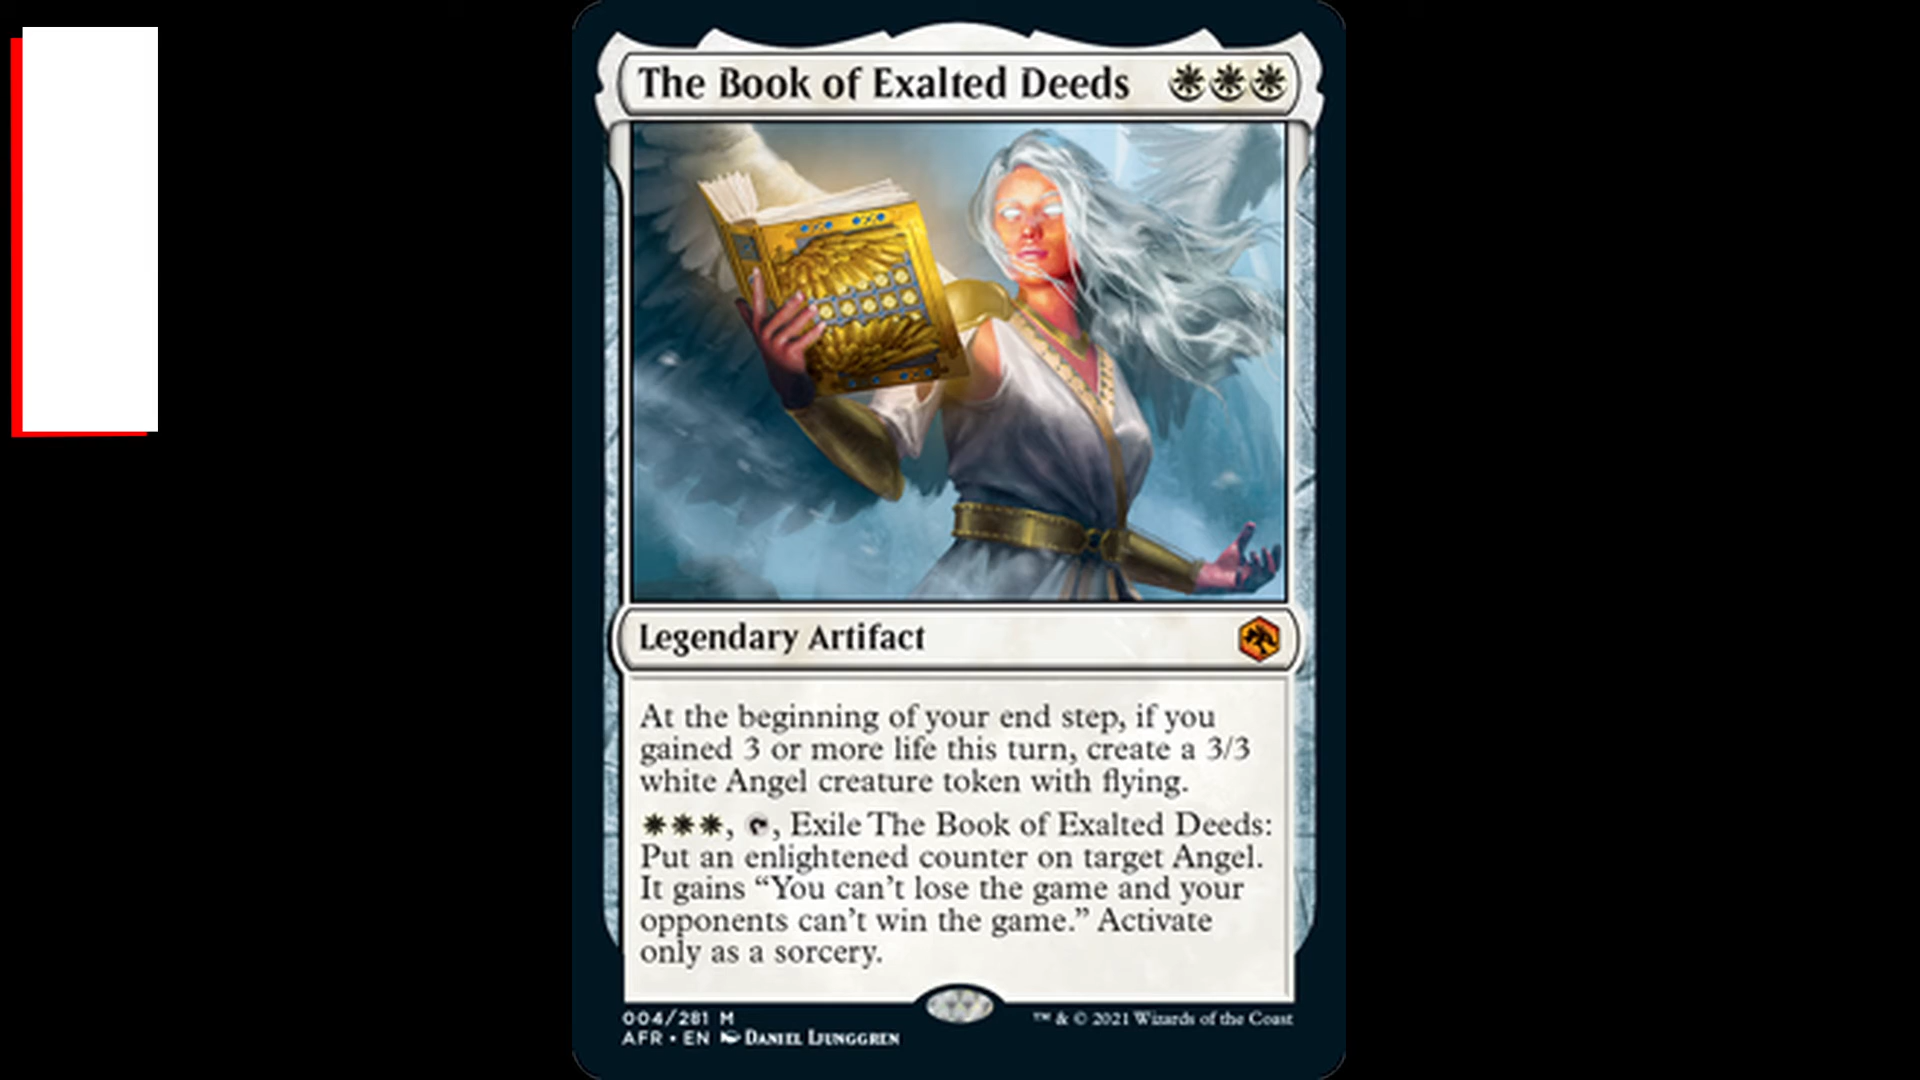 The Book of Exalted Deeds
Legendary Artifact
At the beginning of your end step, if you
gained 3 or more life this turn, create a 3/3
white Angel creature token with flying.
, , Exile The Book of Exalted Deeds:
Put an enlightened counter on target Angel.
It gains “You can’t lose the game and your
opponents can’t win the game.” Activate
only as a sorcery.
004/281 M
™ & © 2021 Wizards of the Coast
AFR • EN DANIEL LJUNGGREN